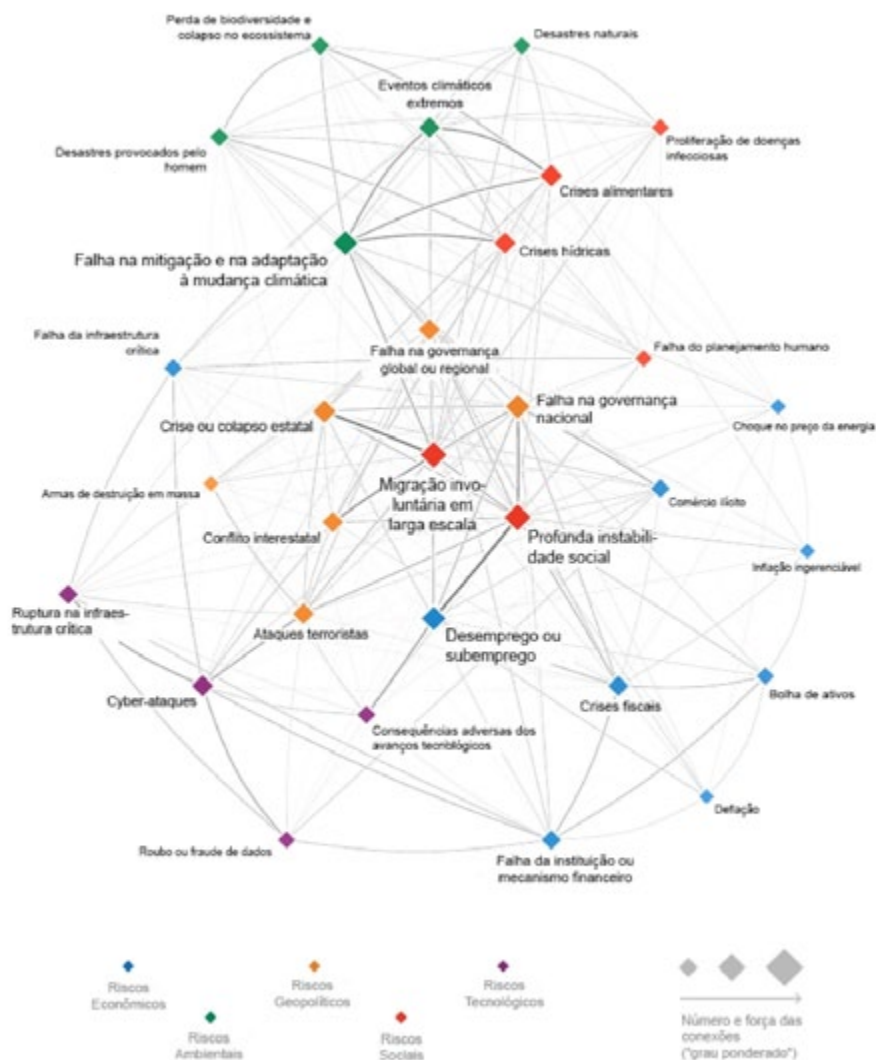 Perda de biodiversidade e
colapso no ecossistema
Desastres naturais
Eventos climáticos
extremos
Desastres provocados pelo
homem
Proliferação de doenças
infecciosas
Crises alimentares
Crises hídricas
Falha na mitigação e na adaptação
à mudança climática
Falha da infraestrutura
crítica
Falha na governança
global ou regional
Falha do planejamento humano
Falha na governança
nacional
Choque no preço da energia
Crise ou colapso estatal
Migração invo-
luntária em
larga escala
Armas de destruição em massa
Comércio ilícito
Conflito interestatal
Profunda instabili-
dade social
Inflação ingerenciável
Ruptura na infraes-
trutura crítica
Ataques terroristas
Desemprego ou
subemprego
Cyber-ataques
Crises fiscais
Bolha de ativos
Consequências adversas dos
avanços tecnológicos
Deflação
Roubo ou fraude de dados
Falha da instituição ou
mecanismo financeiro
Riscos
Econômicos
Riscos
Geopolíticos
Riscos
Tecnológicos
Riscos
Ambientais
Riscos
Sociais
Número e força das
conexões
("grau ponderado")